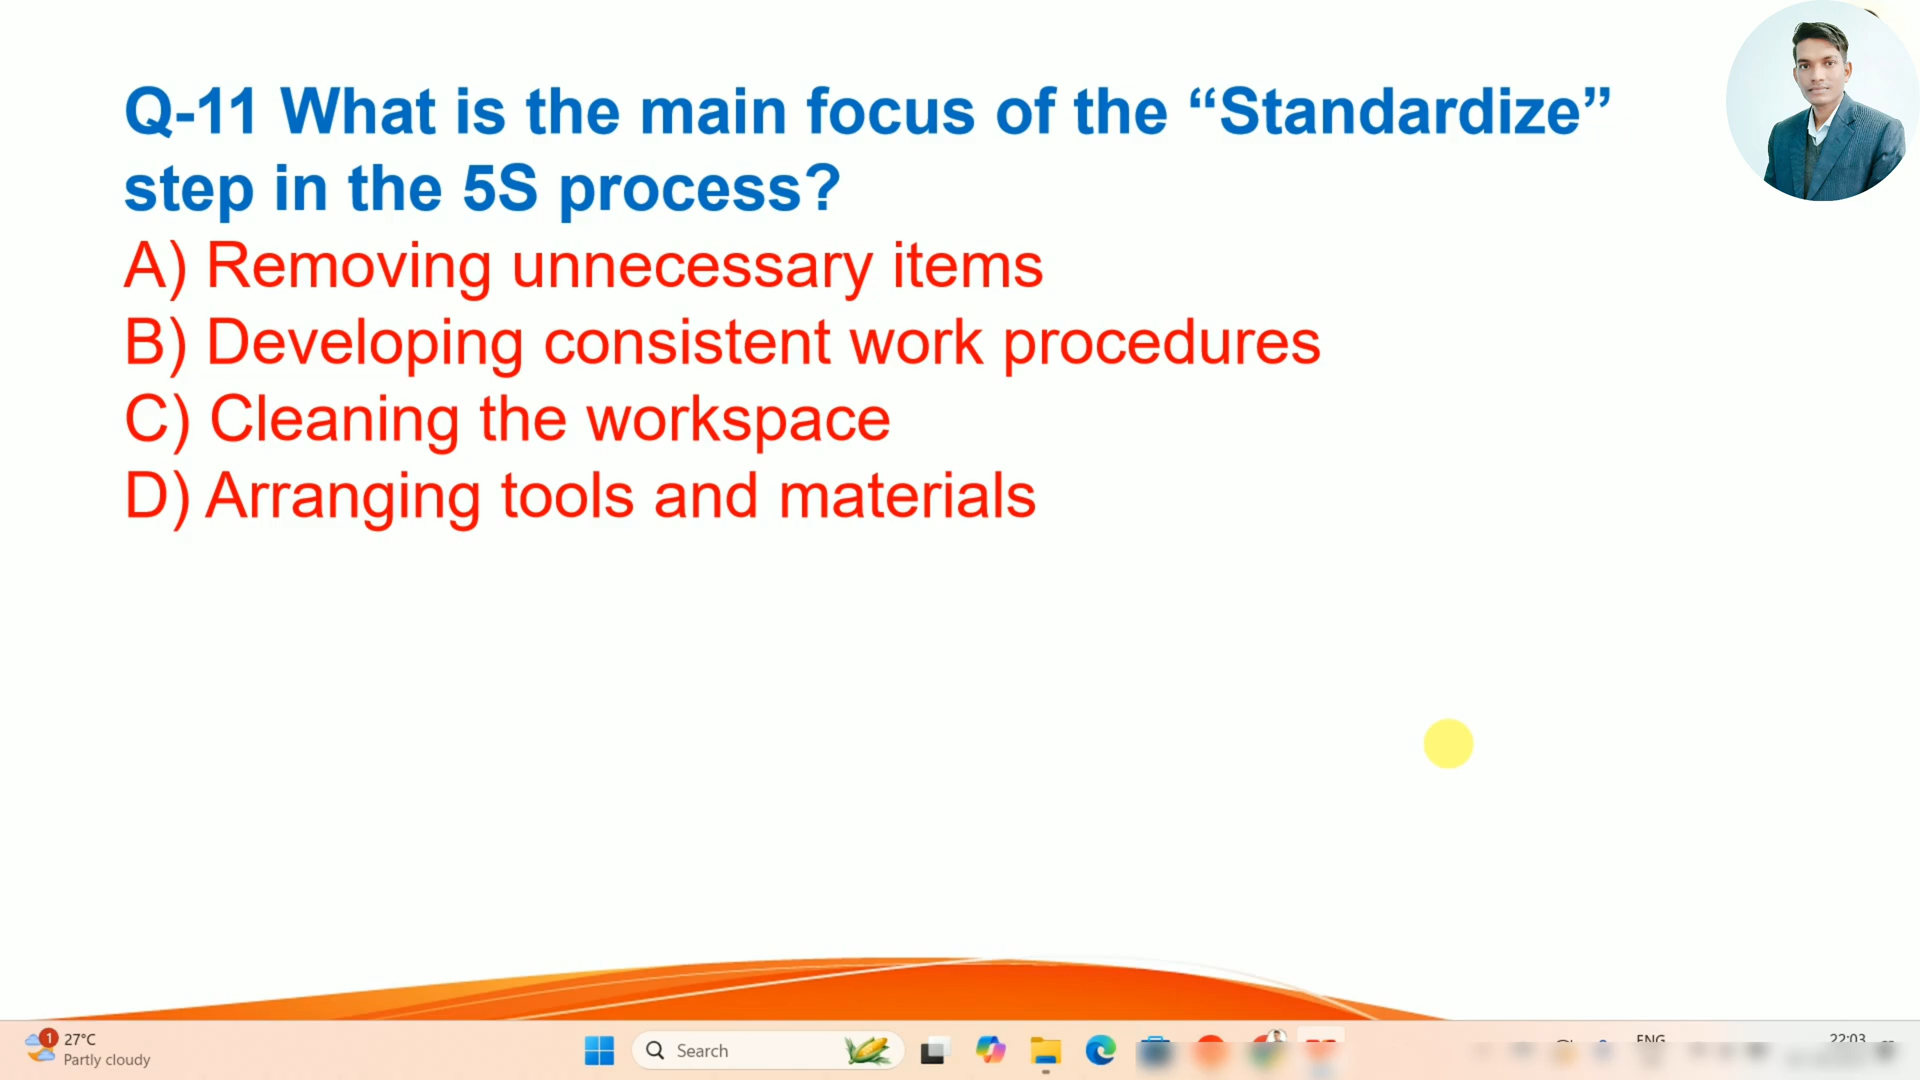 Q-11 What is the main focus of the “Standardize”
step in the 5S process?
A) Removing unnecessary items
B) Developing consistent work procedures
C) Cleaning the workspace
D) Arranging tools and materials
1
27°C
Partly cloudy
Search
ENG
22:03